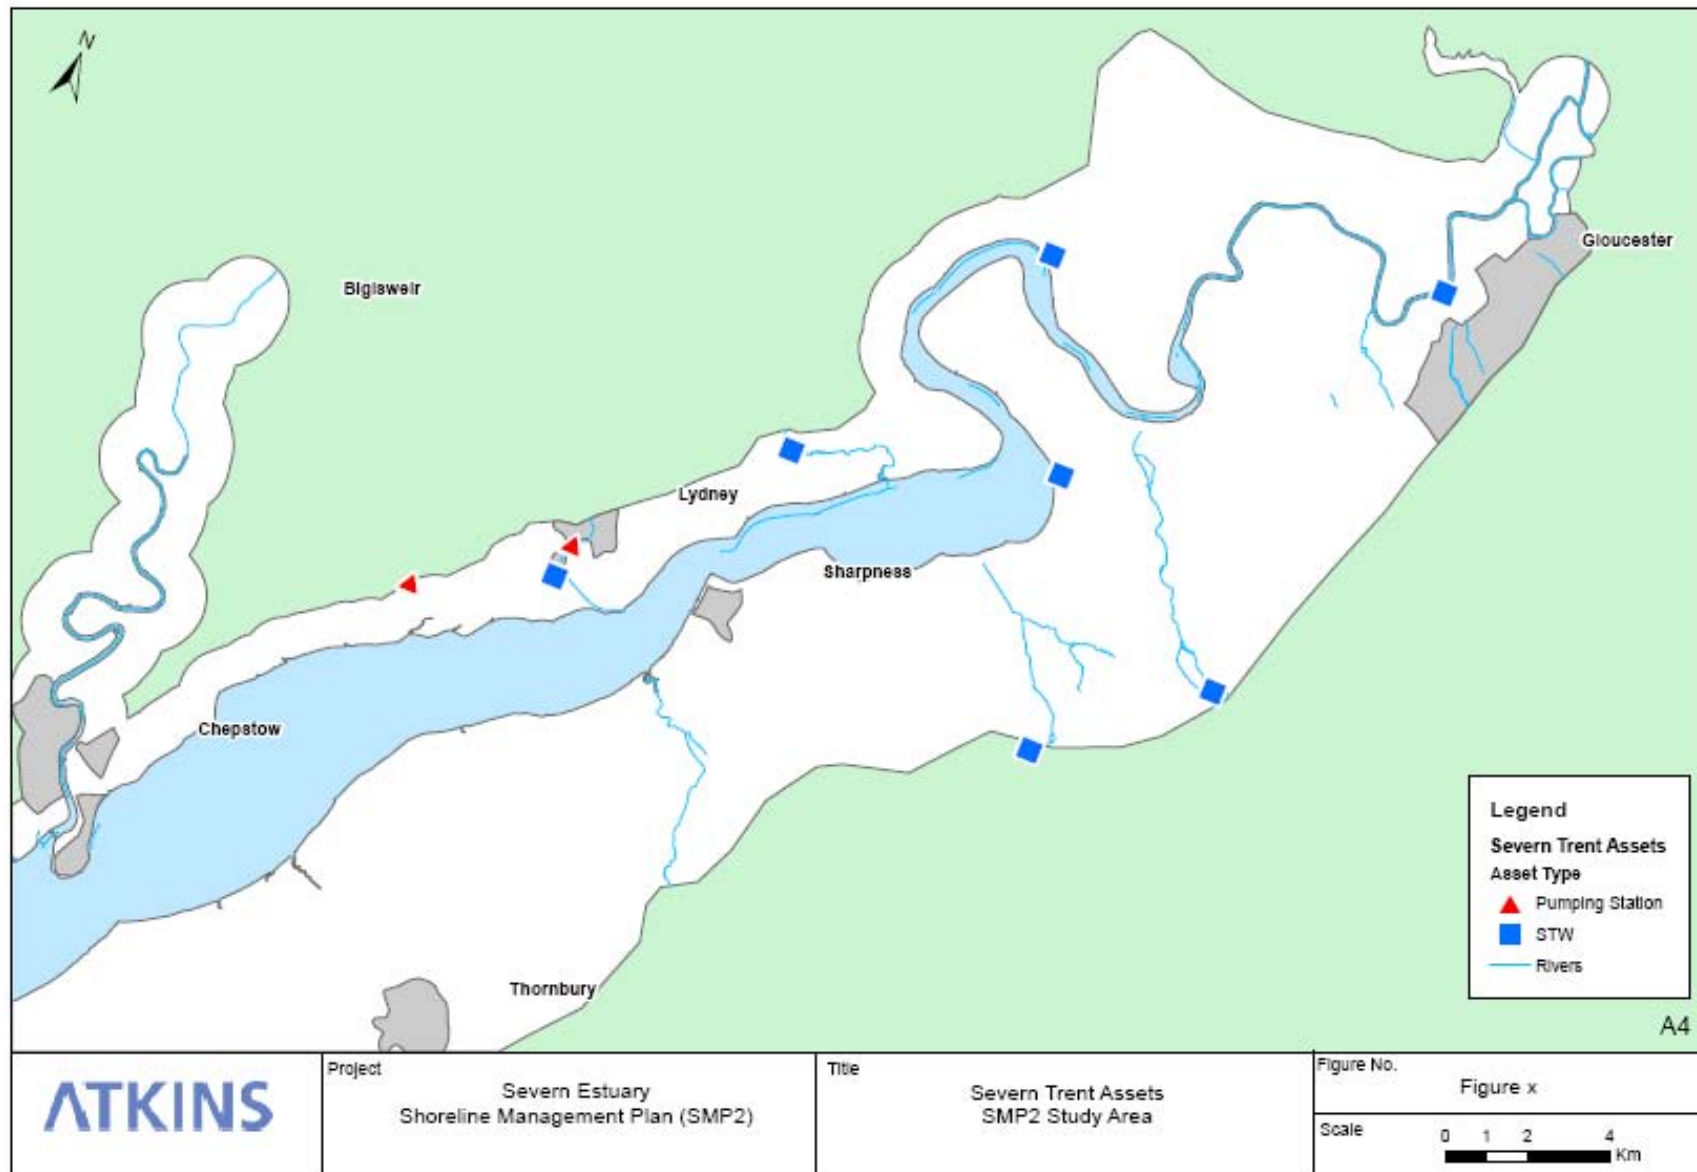 N
Bigisweir
Gloucester
Lydney
Sharpness
Chepstow
Thornbury
Legend
Severn Trent Assets
Asset Type
Pumping Station
STW
Rivers
A4
ATKINS
Project
Severn Estuary
Shoreline Management Plan (SMP2)
Title
Severn Trent Assets
SMP2 Study Area
Figure No.
Figure x
Scale
0 1 2 4
Km